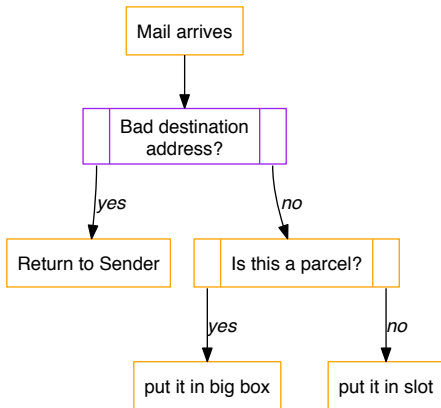 Mail arrives
Bad destination
address?
yes
no
Return to Sender
Is this a parcel?
yes
no
put it in big box
put it in slot